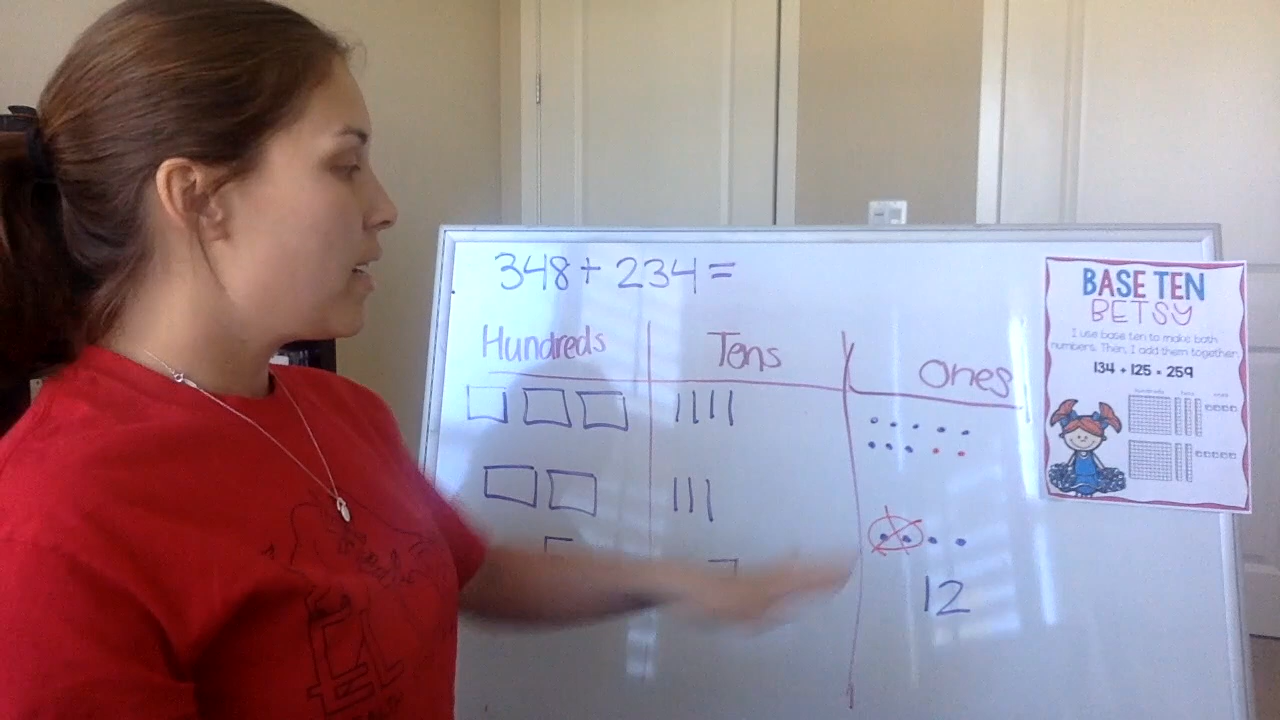 348 + 234 =
Hundreds Tens Ones
12
BASE TEN
BETSY
I use base ten to make both
numbers. Then, I add them together.
134 + 125 = 259